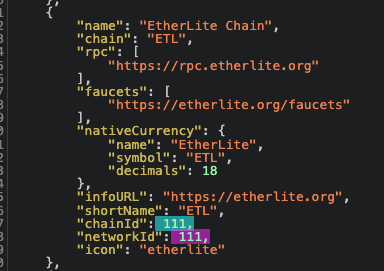 },
{
"name": "EtherLite Chain",
"chain": "ETL",
"rpc": [
"https://rpc.etherlite.org"
],
"faucets": [
"https://etherlite.org/faucets"
],
"nativeCurrency": {
"name": "EtherLite",
"symbol": "ETL",
"decimals": 18
},
"infoURL": "https://etherlite.org",
"shortName": "ETL",
"chainId": 111,
"networkId": 111,
"icon": "etherlite"
},